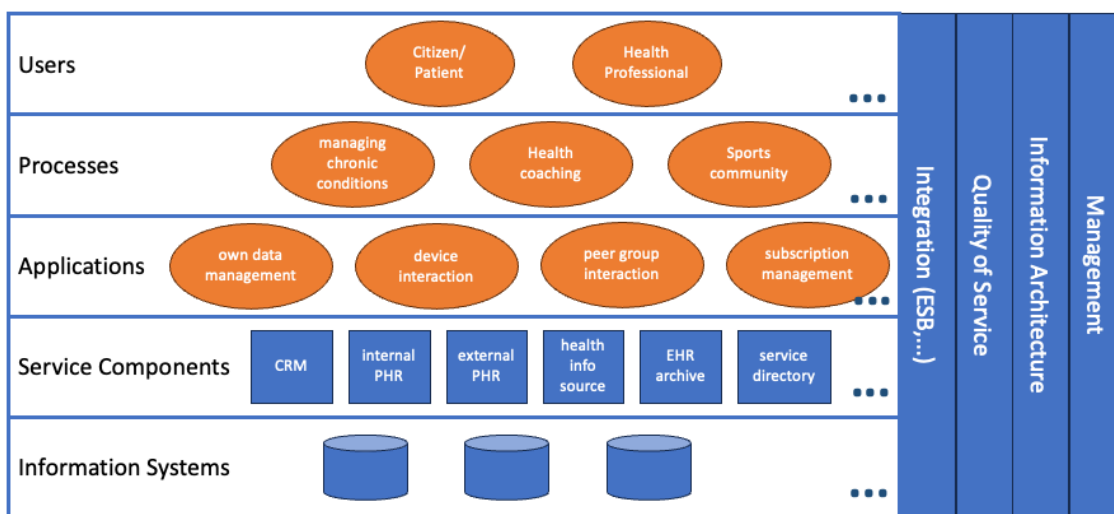 Users
Citizen/
Patient
Health
Professional
...
Processes
managing
chronic
conditions
Health
coaching
Sports
community
...
Applications
own data
management
device
interaction
peer group
interaction
subscription
management
...
Service Components
CRM
internal
PHR
external
PHR
health
info
source
EHR
archive
service
directory
...
Information Systems
...
Integration (ESB,...)
Quality of Service
Information Architecture
Management